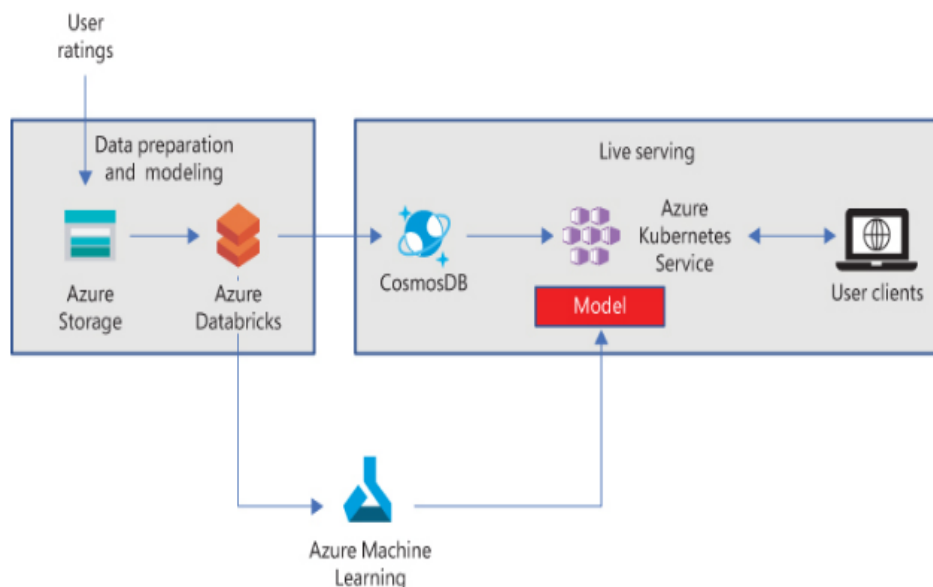 User
ratings
Data preparation
and modeling
Azure
Storage
Azure
Databricks
Live serving
CosmosDB
Azure
Kubernetes
Service
Model
User clients
Azure Machine
Learning